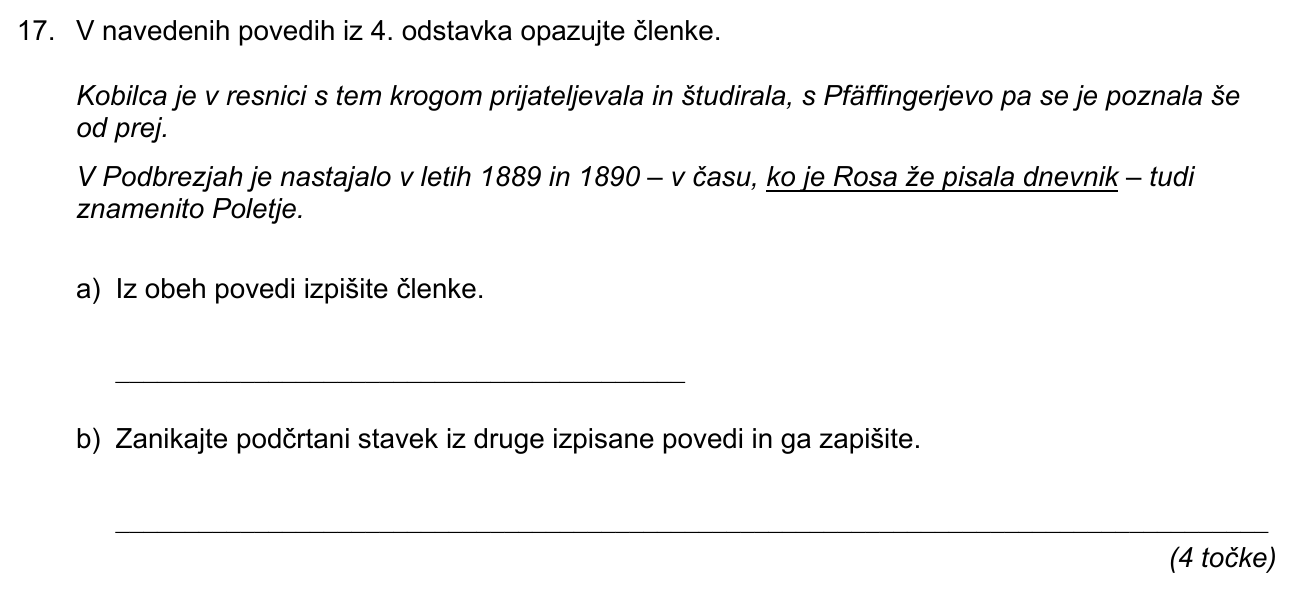 17. V navedenih povedih iz 4. odstavka opazujte členke.
Kobilca je v resnici s tem krogom prijateljevala in študirala, s Pfäffingerjevo pa se je poznala še
od prej.
V Podbrezjah je nastajalo v letih 1889 in 1890 – v času, ko je Rosa že pisala dnevnik – tudi
znamenito Poletje.
a) Iz obeh povedi izpišite členke.
b) Zanikajte podčrtani stavek iz druge izpisane povedi in ga zapišite.
(4 točke)